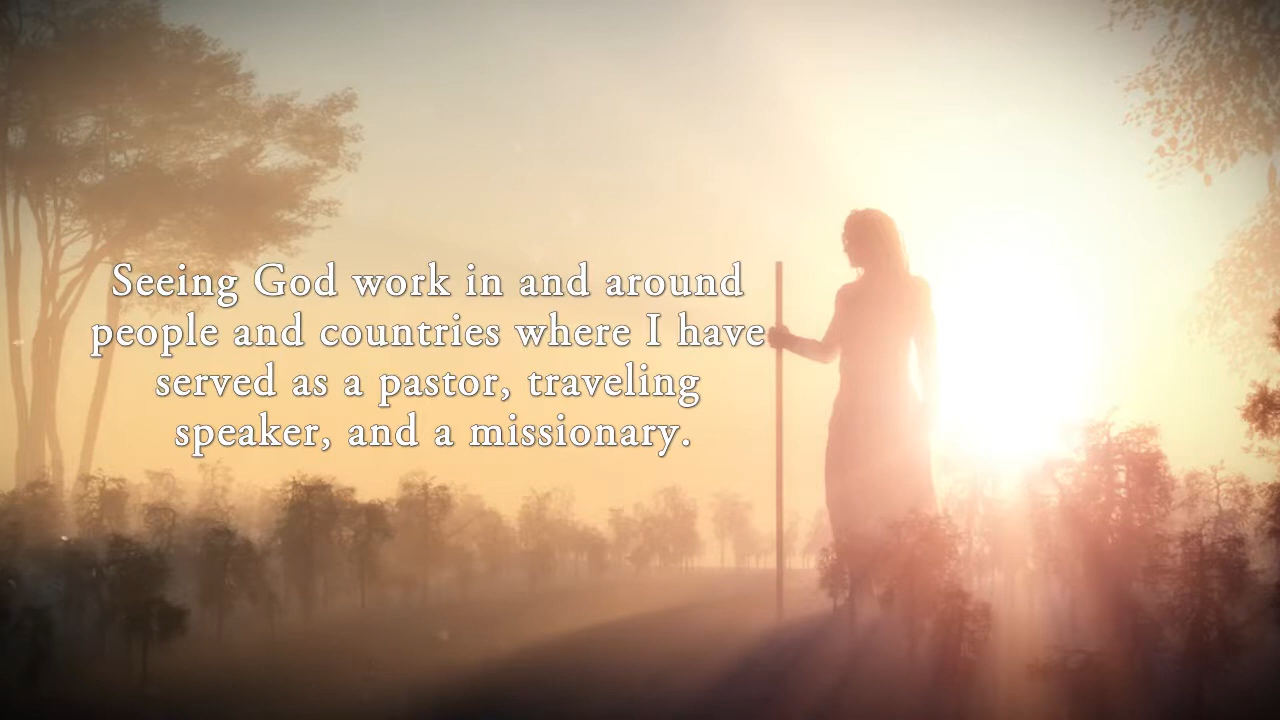 Seeing God work in and around
people and countries where I have
served as a pastor, traveling
speaker, and a missionary.